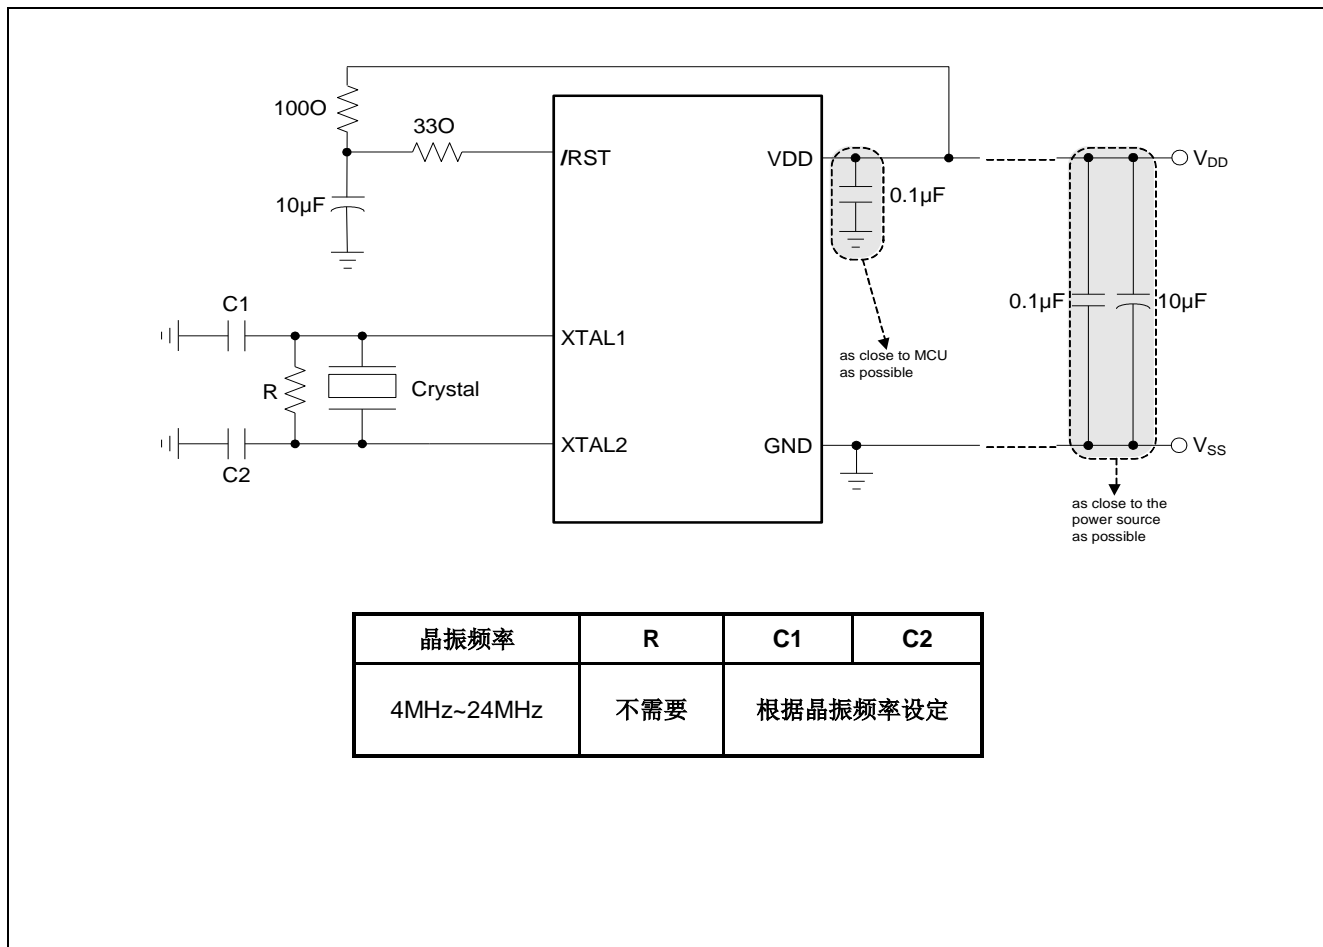 100O
33O
/RST
VDD
V_DD
10µF
0.1µF
C1
0.1µF
10µF
XTAL1
as close to MCU
as possible
R
Crystal
XTAL2
GND
V_SS
C2
as close to the
power source
as possible
晶振频率 R C1 C2
4MHz~24MHz 不需要 根据晶振频率设定